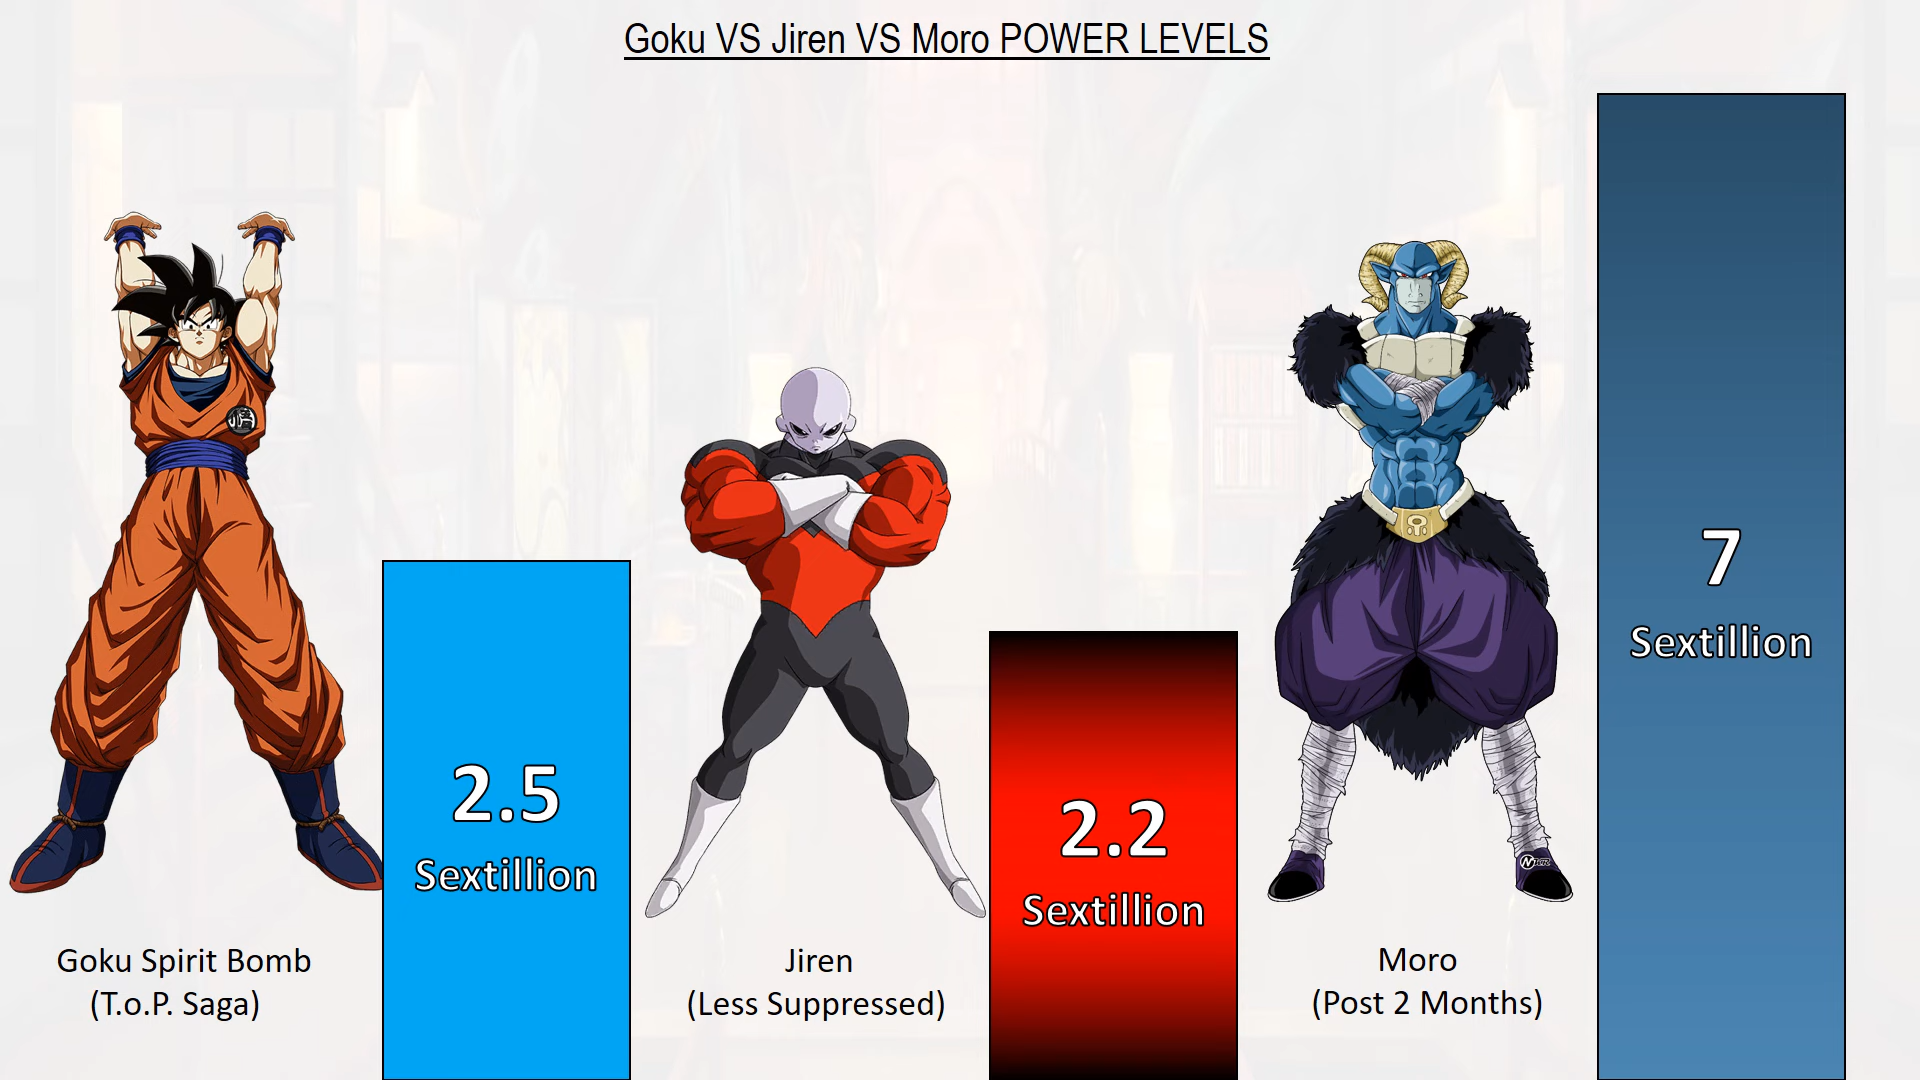 Goku VS Jiren VS Moro POWER LEVELS
2.5
Sextillion
Goku Spirit Bomb
(T.o.P. Saga)
2.2
Sextillion
Jiren
(Less Suppressed)
7
Sextillion
Moro
(Post 2 Months)